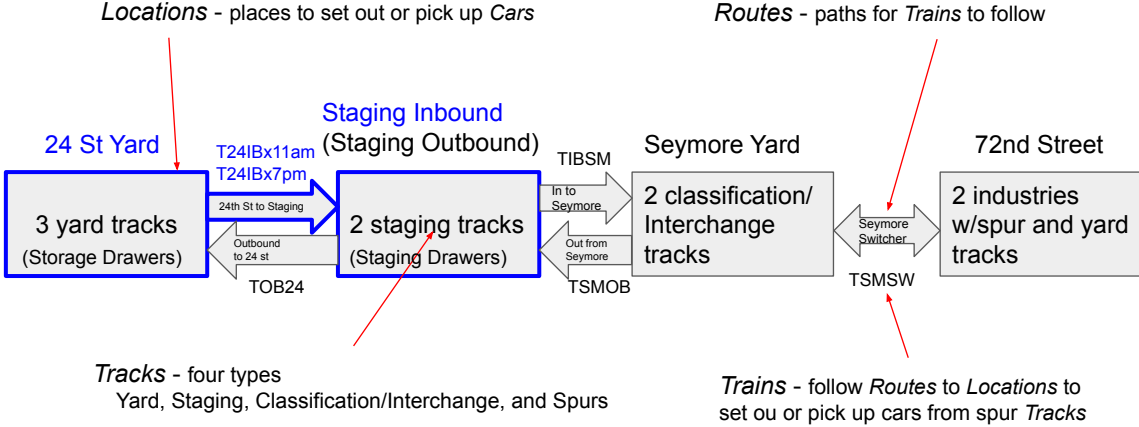 Locations - places to set out or pick up Cars
Routes - paths for Trains to follow
Staging Inbound
(Staging Outbound)
24 St Yard
T24IBx11am
T24IBx7pm
TIBSM
Seymore Yard
72nd Street
3 yard tracks
(Storage Drawers)
24th St to Staging
Outbound
to 24 st
TOB24
2 staging tracks
(Staging Drawers)
In to
Seymore
Out from
Seymore
TSMOB
2 classification/
Interchange
tracks
Seymore
Switcher
TSMSW
2 industries
w/spur and yard
tracks
Tracks - four types
Yard, Staging, Classification/Interchange, and Spurs
Trains - follow Routes to Locations to
set ou or pick up cars from spur Tracks